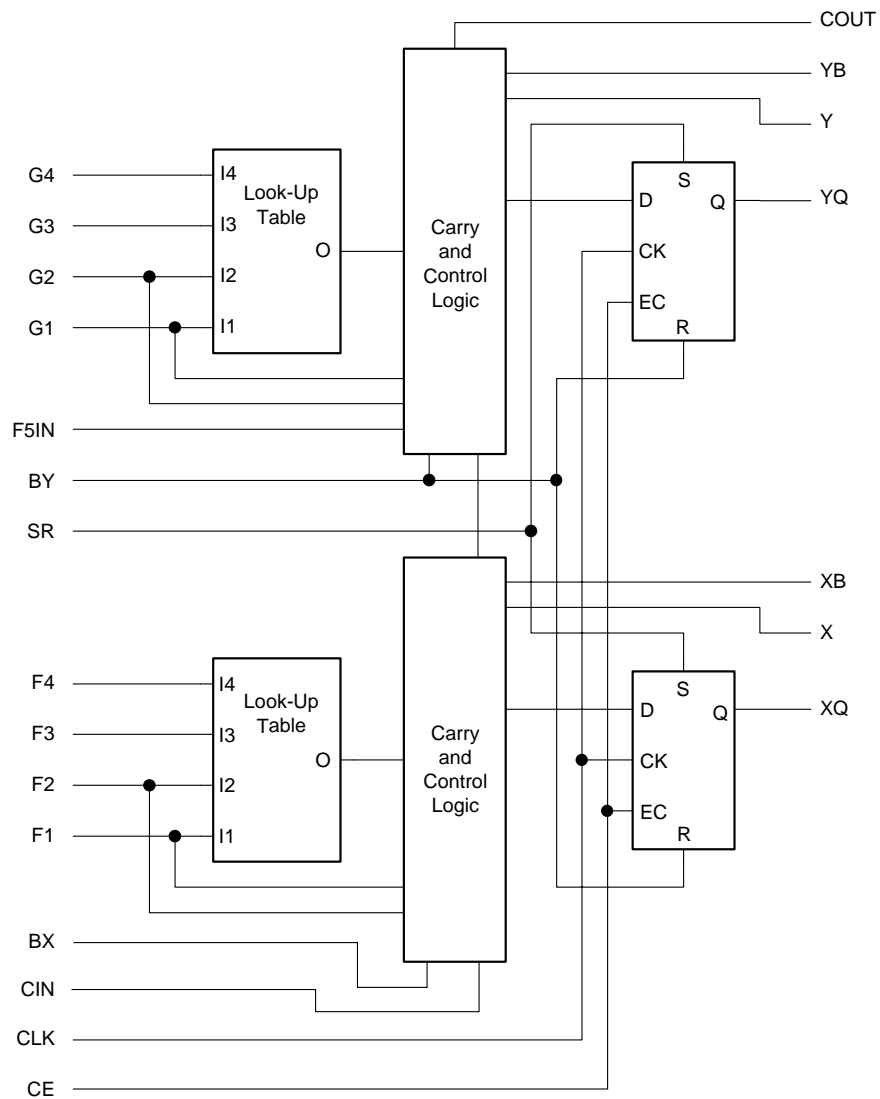 COUT
YB
Y
G4
I4
Look-Up
Table
S
D
Q
YQ
G3
I3
Carry
and
Control
Logic
O
CK
G2
I2
EC
G1
I1
R
F5IN
BY
SR
XB
X
F4
I4
Look-Up
Table
S
D
Q
XQ
F3
I3
Carry
and
Control
Logic
O
CK
F2
I2
EC
F1
I1
R
BX
CIN
CLK
CE